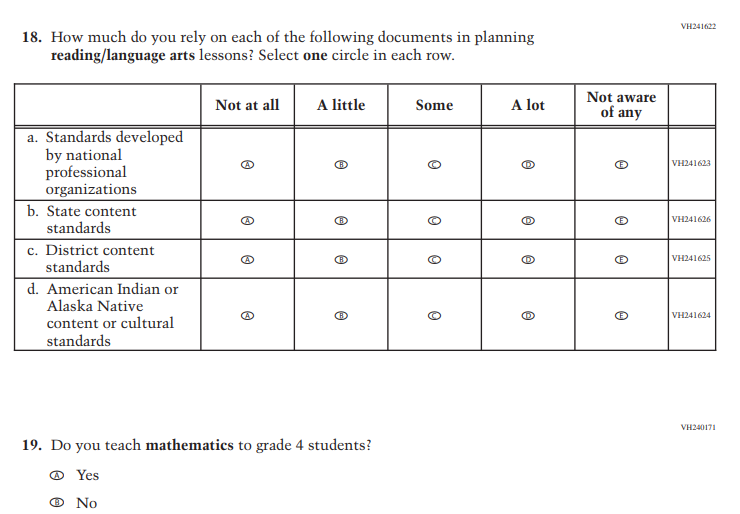 VH241622
18. How much do you rely on each of the following documents in planning
reading/language arts lessons? Select one circle in each row.
Not at all A little Some A lot Not aware
of any
a. Standards developed
by national
professional
organizations
A B C D E VH241623
b. State content
standards
A B C D E VH241626
c. District content
standards
A B C D E VH241625
d. American Indian or
Alaska Native
content or cultural
standards
A B C D E VH241624
VH240171
19. Do you teach mathematics to grade 4 students?
A Yes
B No